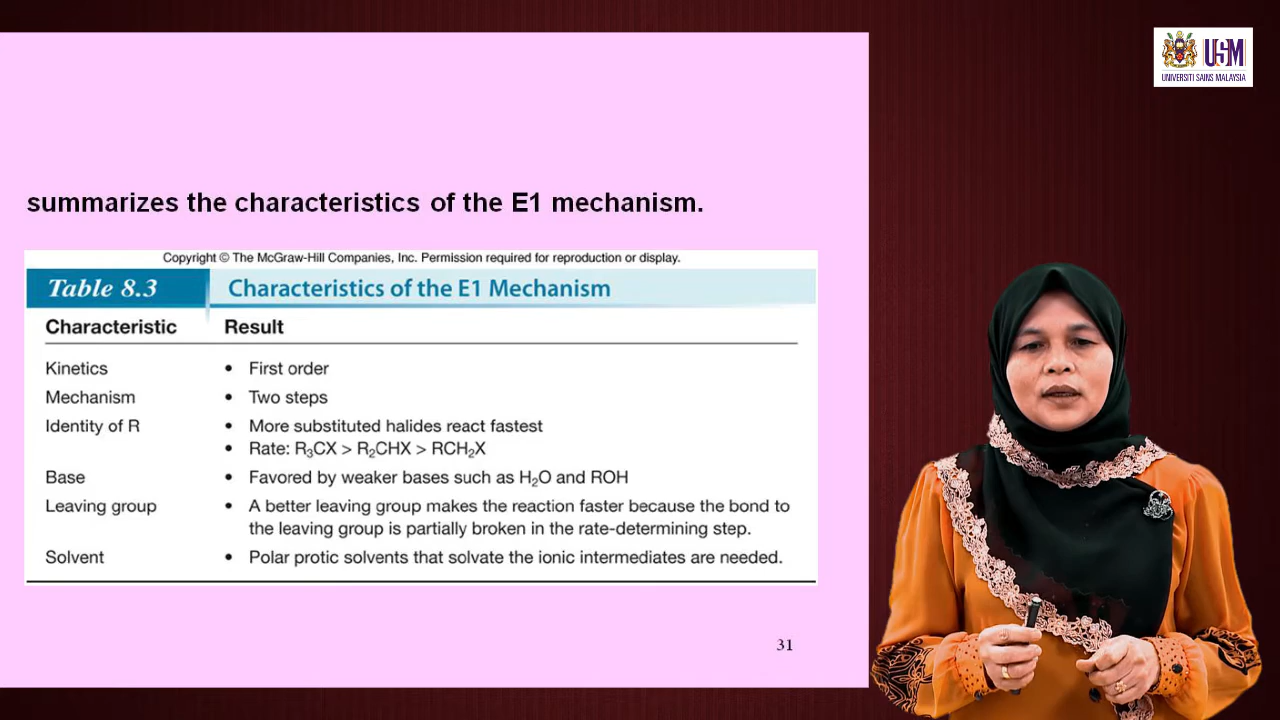 USM
UNIVERSITI SAINS MALAYSIA
summarizes the characteristics of the E1 mechanism.
Copyright © The McGraw-Hill Companies, Inc. Permission required for reproduction or display.
Table 8.3 Characteristics of the E1 Mechanism
Characteristic Result
Kinetics • First order
Mechanism • Two steps
Identity of R • More substituted halides react fastest
• Rate: R₃CX > R₂CHX > RCH₂X
Base • Favored by weaker bases such as H₂O and ROH
Leaving group • A better leaving group makes the reaction faster because the bond to
the leaving group is partially broken in the rate-determining step.
Solvent • Polar protic solvents that solvate the ionic intermediates are needed.
31